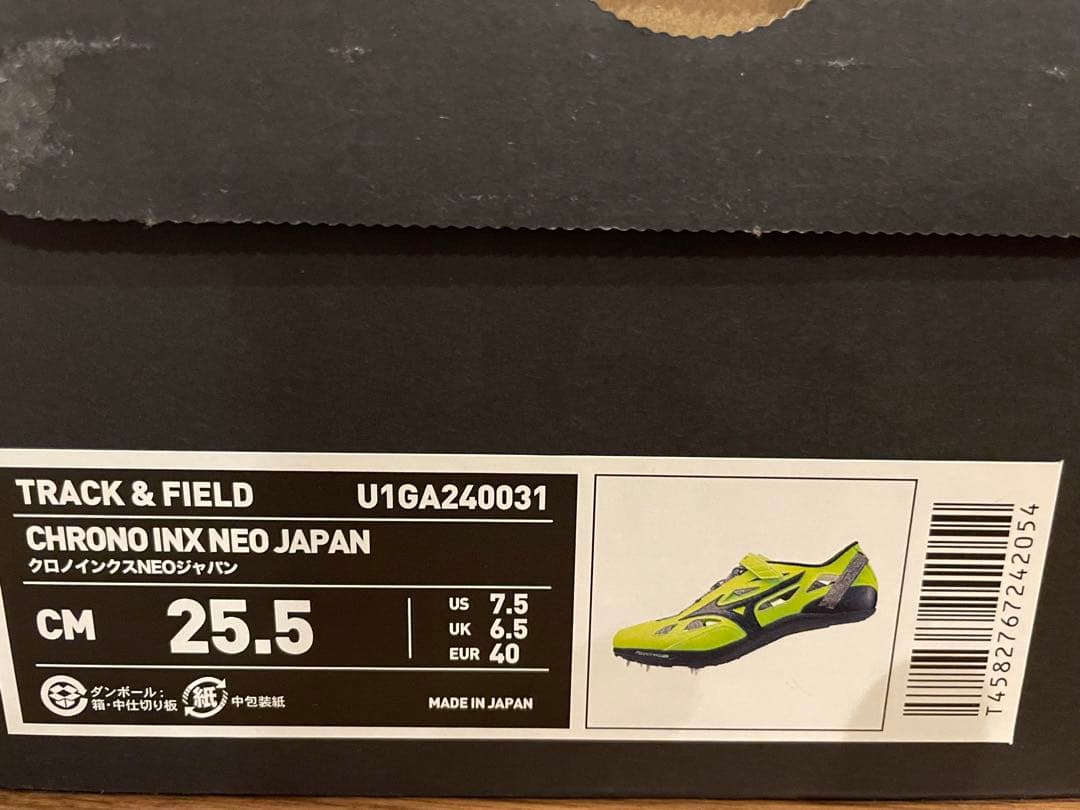 TRACK & FIELD U1GA240031
CHRONO INX NEO JAPAN
クロノインクスNEOジャパン
CM 25.5
US 7.5
UK 6.5
EUR 40
ダンボール:
箱・中仕切り板
紙 中包装紙
MADE IN JAPAN
T4582767242054